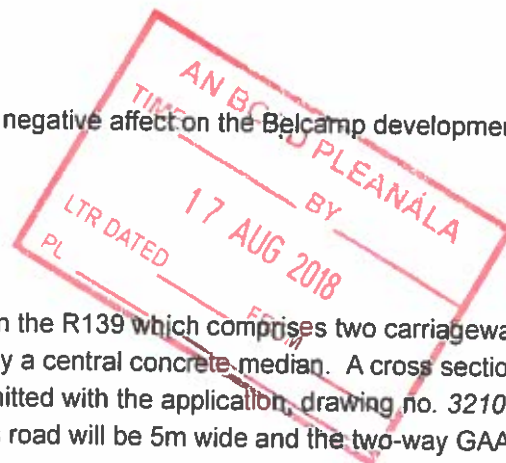 negative affect on the Belcamp developmen
AN BORD PLEANÁLA
TIME BY
17 AUG 2018
LTR DATED FROM
PL
n the R139 which comprises two carriagewa
y a central concrete median. A cross sectio
mitted with the application, drawing no. 3210
s road will be 5m wide and the two-way GAA